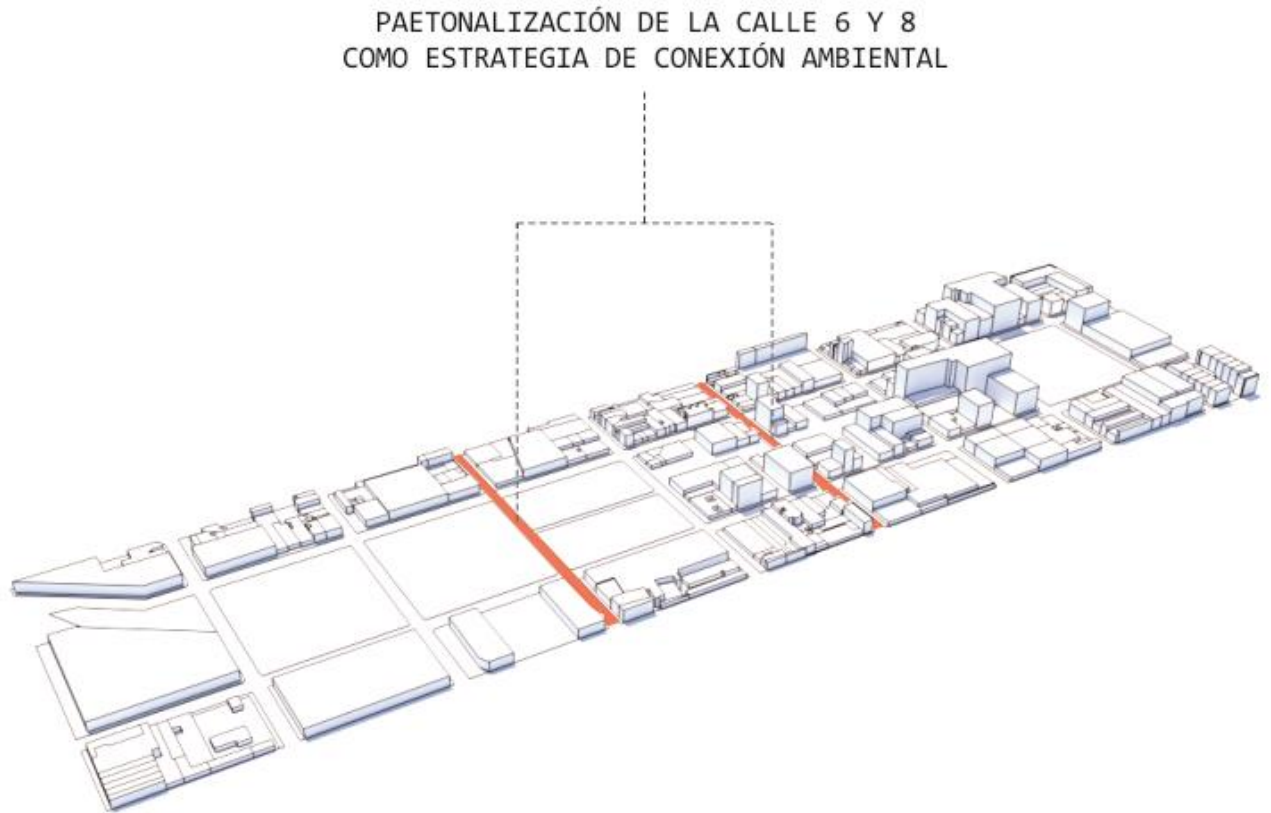 PAETONALIZACIÓN DE LA CALLE 6 Y 8
COMO ESTRATEGIA DE CONEXIÓN AMBIENTAL